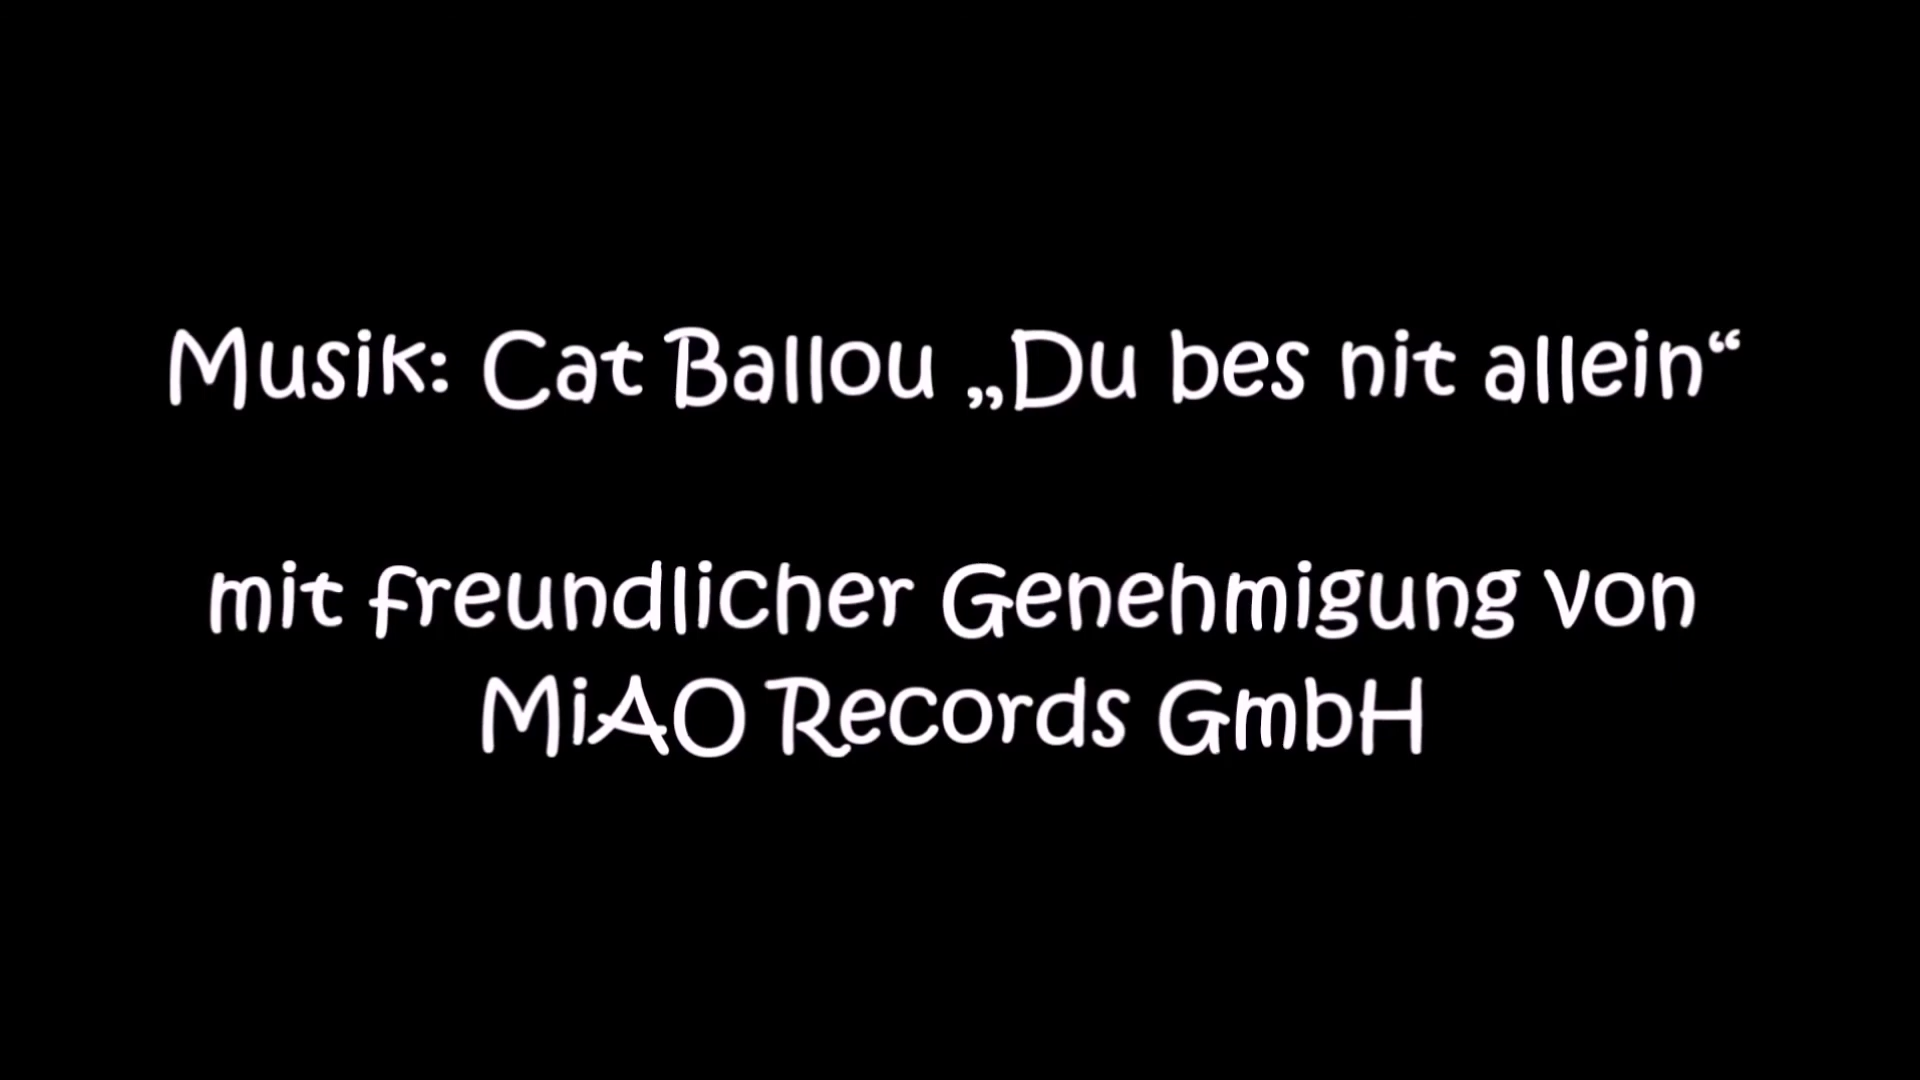 Musik: Cat Ballou „Du bes nit allein“
mit freundlicher Genehmigung von
MiAO Records GmbH